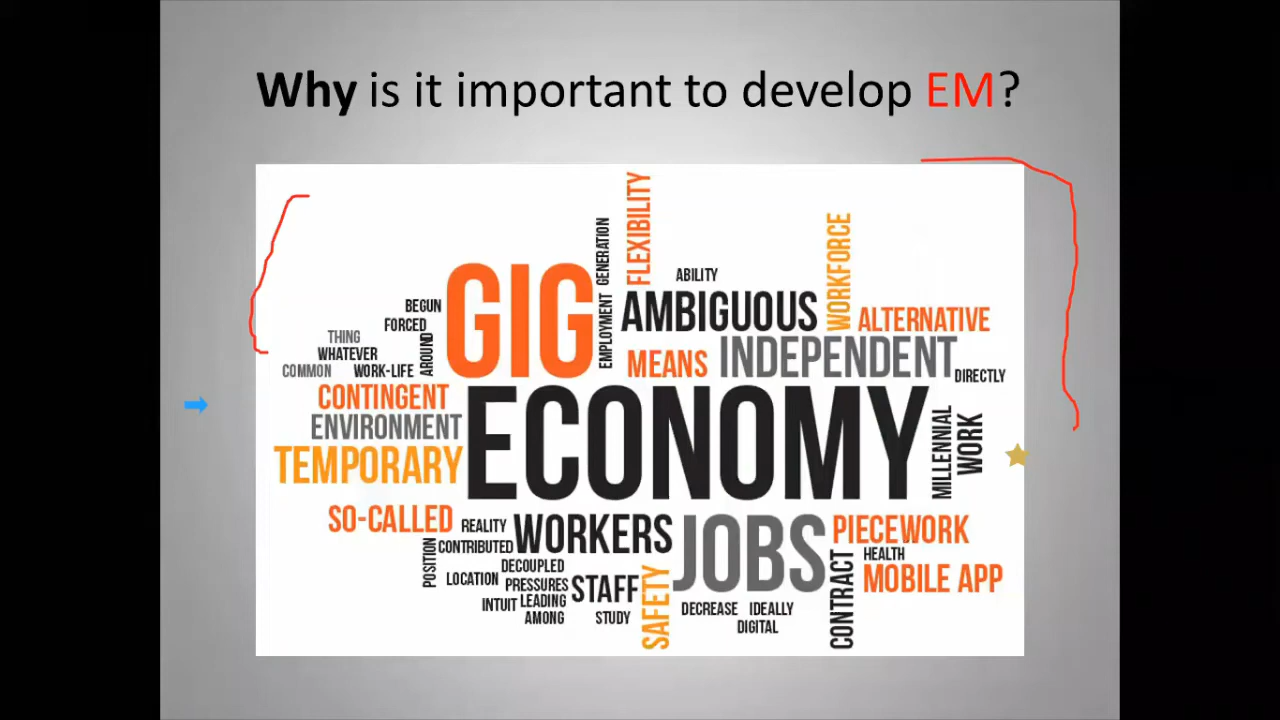 Why is it important to develop EM?
FLEXIBILITY
GENERATION
WORKFORCE
ABILITY
GIG
AMBIGUOUS
BEGUN
EMPLOYMENT
ALTERNATIVE
FORCED
THING
AROUND
WHATEVER
MEANS
INDEPENDENT
COMMON
WORK-LIFE
DIRECTLY
CONTINGENT
ECONOMY
ENVIRONMENT
MILLENNIAL
WORK
TEMPORARY
SO-CALLED
REALITY
WORKERS
JOBS
PIECEWORK
POSITION
CONTRIBUTED
HEALTH
DECOUPLED
CONTRACT
LOCATION
PRESSURES
STAFF
SAFETY
MOBILE APP
INTUIT
LEADING
DECREASE
IDEALLY
AMONG
STUDY
DIGITAL